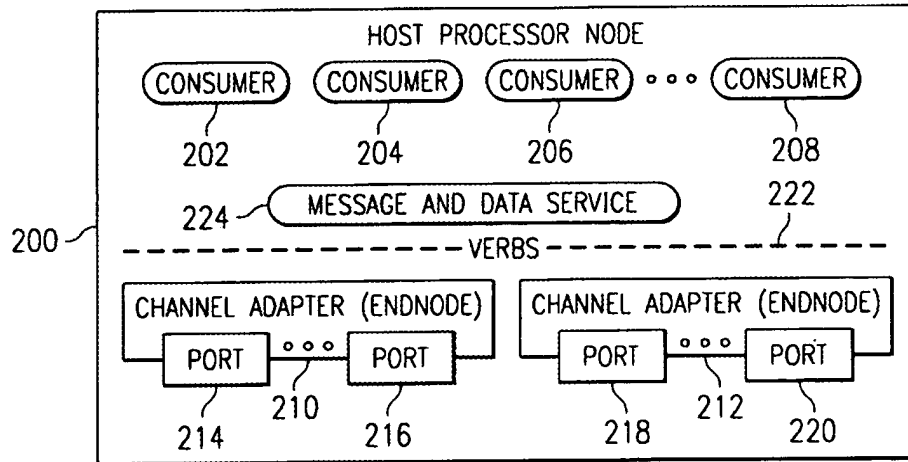 HOST PROCESSOR NODE
CONSUMER CONSUMER CONSUMER CONSUMER
202 204 206 208
224 MESSAGE AND DATA SERVICE 222
200
VERBS
CHANNEL ADAPTER (ENDNODE) CHANNEL ADAPTER (ENDNODE)
PORT PORT PORT PORT
214 210 216 218 212 220